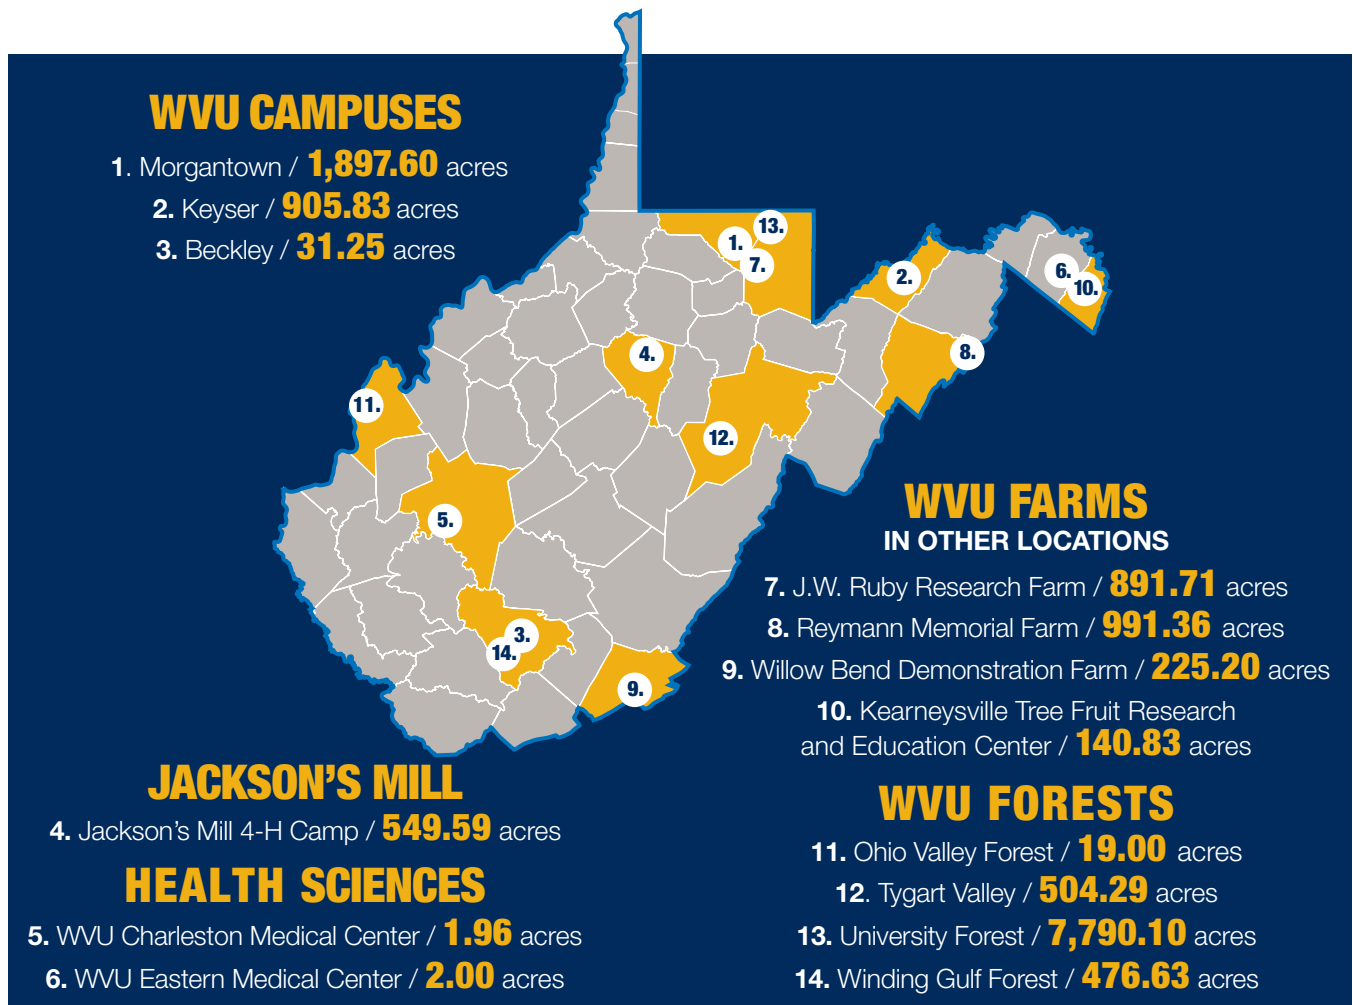 WVU CAMPUSES
1. Morgantown / 1,897.60 acres
2. Keyser / 905.83 acres
3. Beckley / 31.25 acres
13.
1.
7.
2.
6.
10.
4.
8.
11.
12.
5.
3.
14.
9.
WVU FARMS
IN OTHER LOCATIONS
7. J.W. Ruby Research Farm / 891.71 acres
8. Reymann Memorial Farm / 991.36 acres
9. Willow Bend Demonstration Farm / 225.20 acres
10. Kearneysville Tree Fruit Research
and Education Center / 140.83 acres
JACKSON'S MILL
4. Jackson's Mill 4-H Camp / 549.59 acres
HEALTH SCIENCES
5. WVU Charleston Medical Center / 1.96 acres
6. WVU Eastern Medical Center / 2.00 acres
WVU FORESTS
11. Ohio Valley Forest / 19.00 acres
12. Tygart Valley / 504.29 acres
13. University Forest / 7,790.10 acres
14. Winding Gulf Forest / 476.63 acres